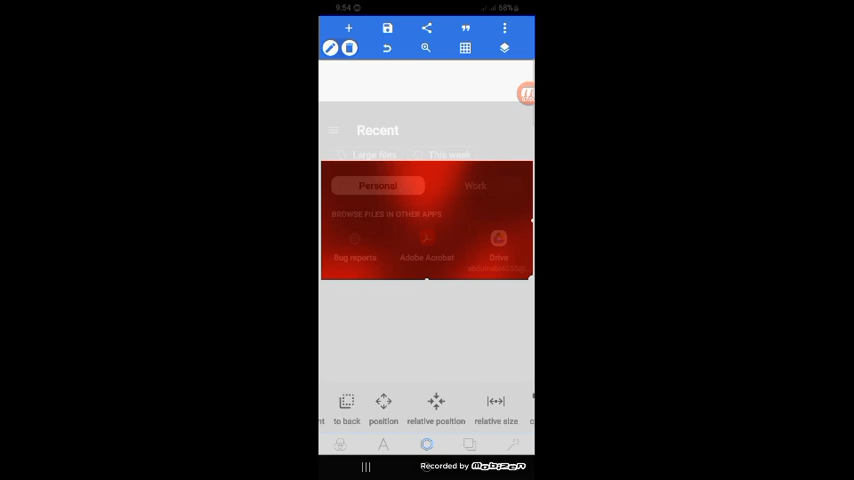 9:54 68%
Recent
Large files This week
Personal Work
BROWSE FILES IN OTHER APPS
Bug reports Adobe Acrobat Drive
to back position relative position relative size
Recorded by MOBIZEN